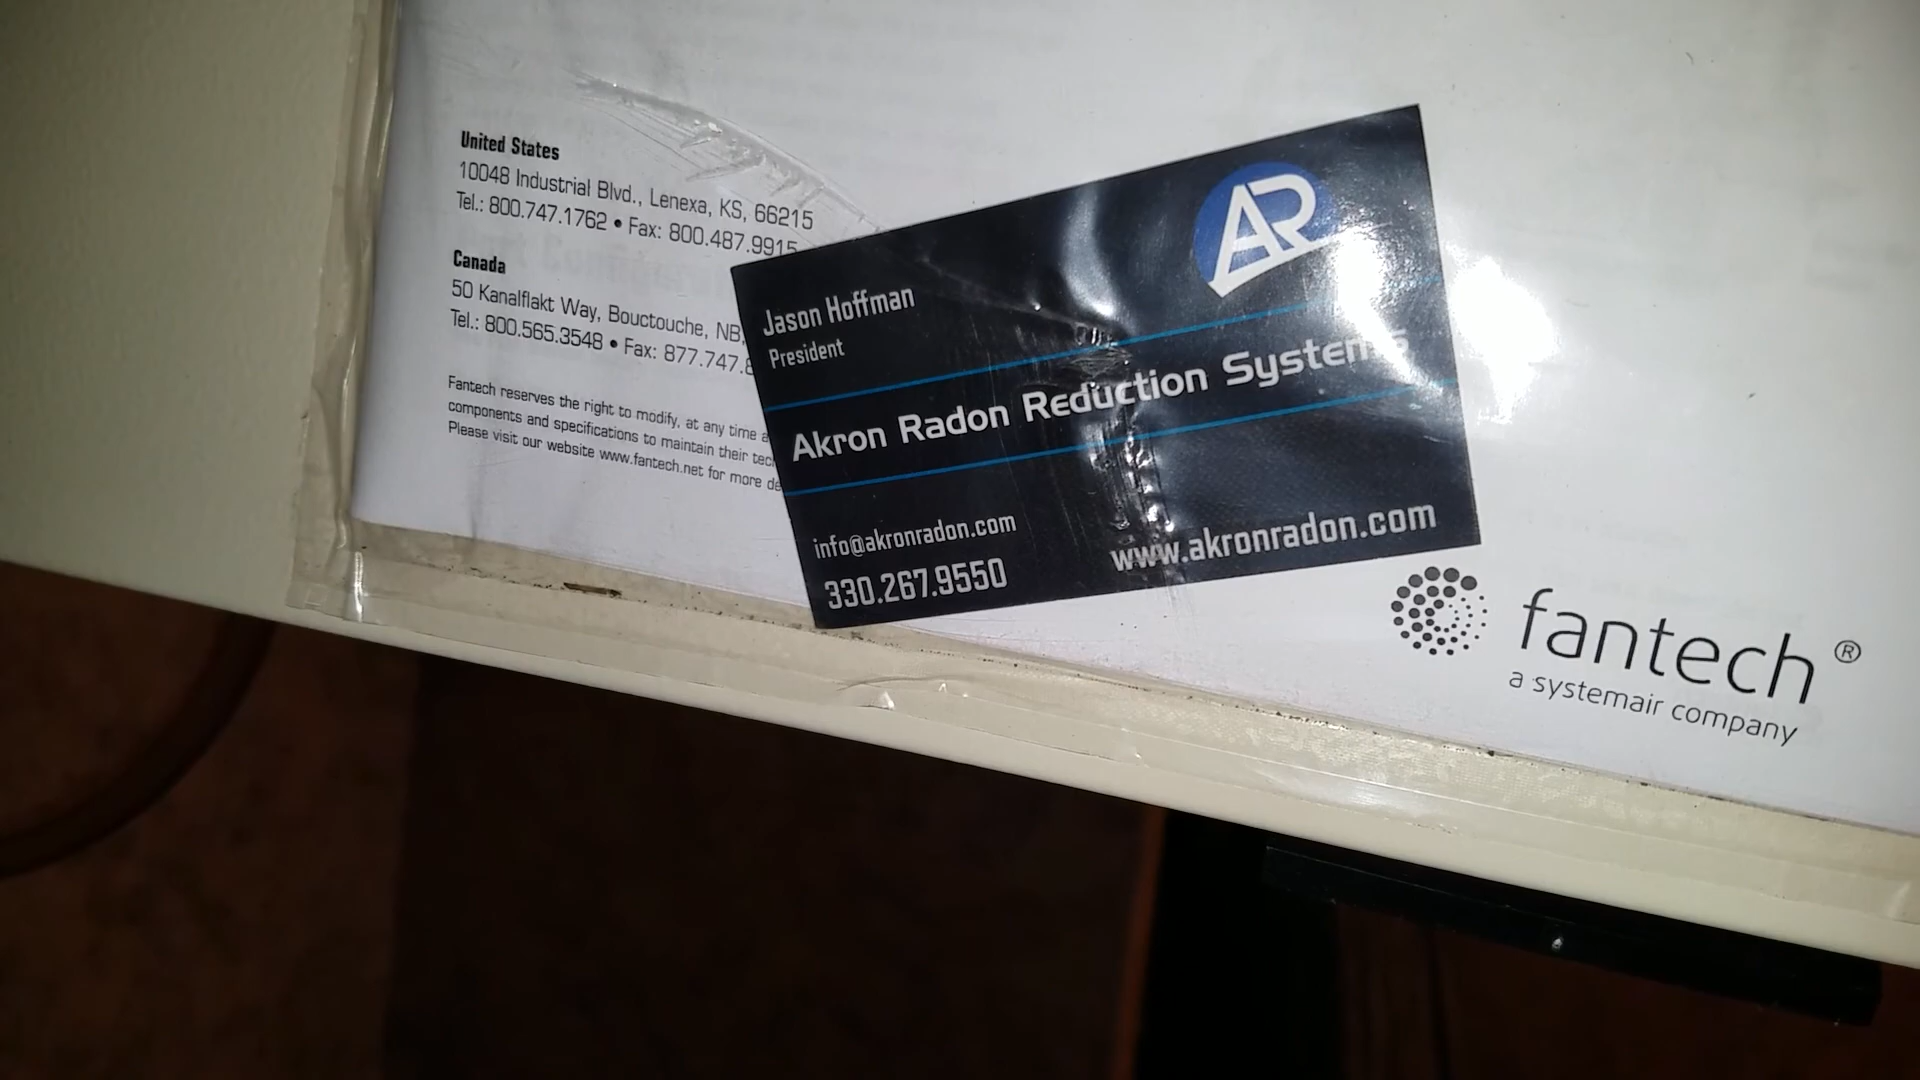 United States
10048 Industrial Blvd., Lenexa, KS, 66215
Tel.: 800.747.1762 • Fax: 800.487.9915
Canada
50 Kanalflakt Way, Bouctouche, NB,
Tel.: 800.565.3548 • Fax: 877.747.8
Fantech reserves the right to modify, at any time a
components and specifications to maintain their tec
Please visit our website www.fantech.net for more de
AR
Jason Hoffman
President
Akron Radon Reduction Systems
info@akronradon.com
330.267.9550
www.akronradon.com
fantech®
a systemair company